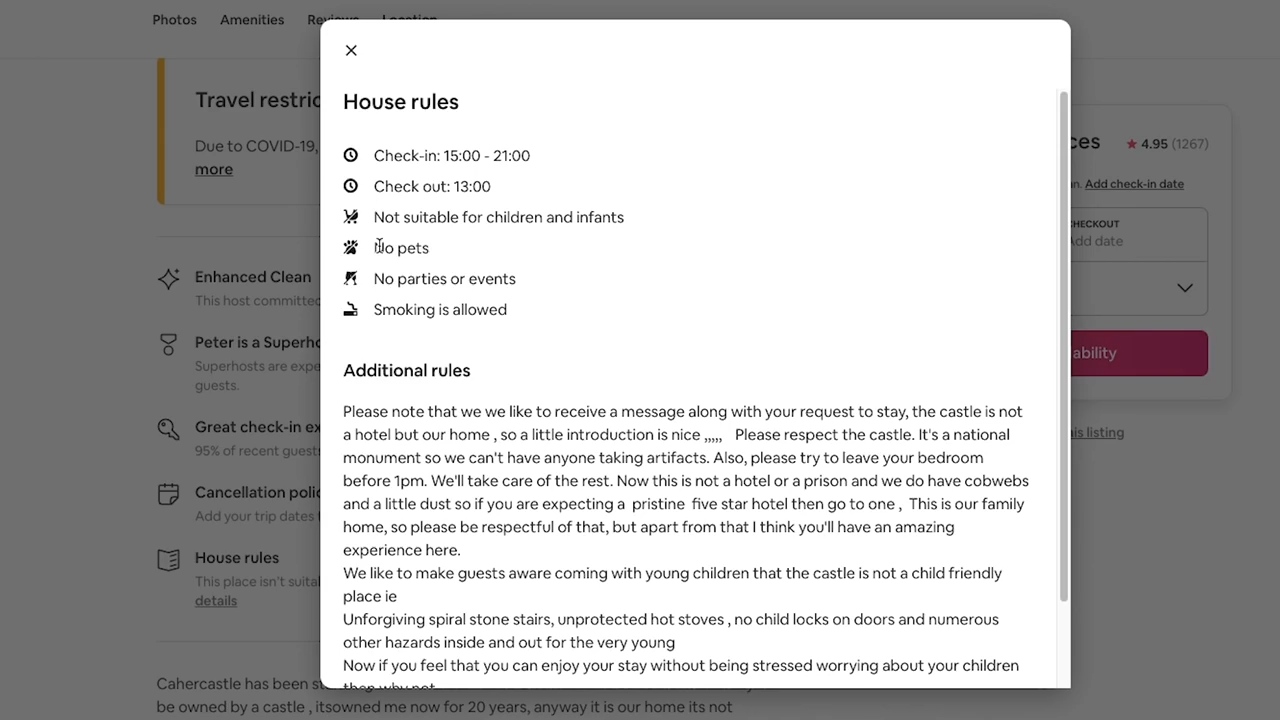 Photos Amenities Reviews Location
House rules
Check-in: 15:00 - 21:00
Check out: 13:00
Not suitable for children and infants
No pets
No parties or events
Smoking is allowed
Additional rules
Please note that we we like to receive a message along with your request to stay, the castle is not
a hotel but our home , so a little introduction is nice ,,,,, Please respect the castle. It's a national
monument so we can't have anyone taking artifacts. Also, please try to leave your bedroom
before 1pm. We'll take care of the rest. Now this is not a hotel or a prison and we do have cobwebs
and a little dust so if you are expecting a pristine five star hotel then go to one , This is our family
home, so please be respectful of that, but apart from that I think you'll have an amazing
experience here.
We like to make guests aware coming with young children that the castle is not a child friendly
place ie
Unforgiving spiral stone stairs, unprotected hot stoves , no child locks on doors and numerous
other hazards inside and out for the very young
Now if you feel that you can enjoy your stay without being stressed worrying about your children
then why not
Travel restric
Due to COVID-19,
more
Enhanced Clean
This host committed
Peter is a Superho
Superhosts are expe
guests.
Great check-in ex
95% of recent guests
Cancellation polic
Add your trip dates t
House rules
This place isn't suital
details
Cahercastle has been
be owned by a castle , itsowned me now for 20 years, anyway it is our home its not
ces 4.95 (1267)
n. Add check-in date
HECKOUT
Add date
ability
his listing